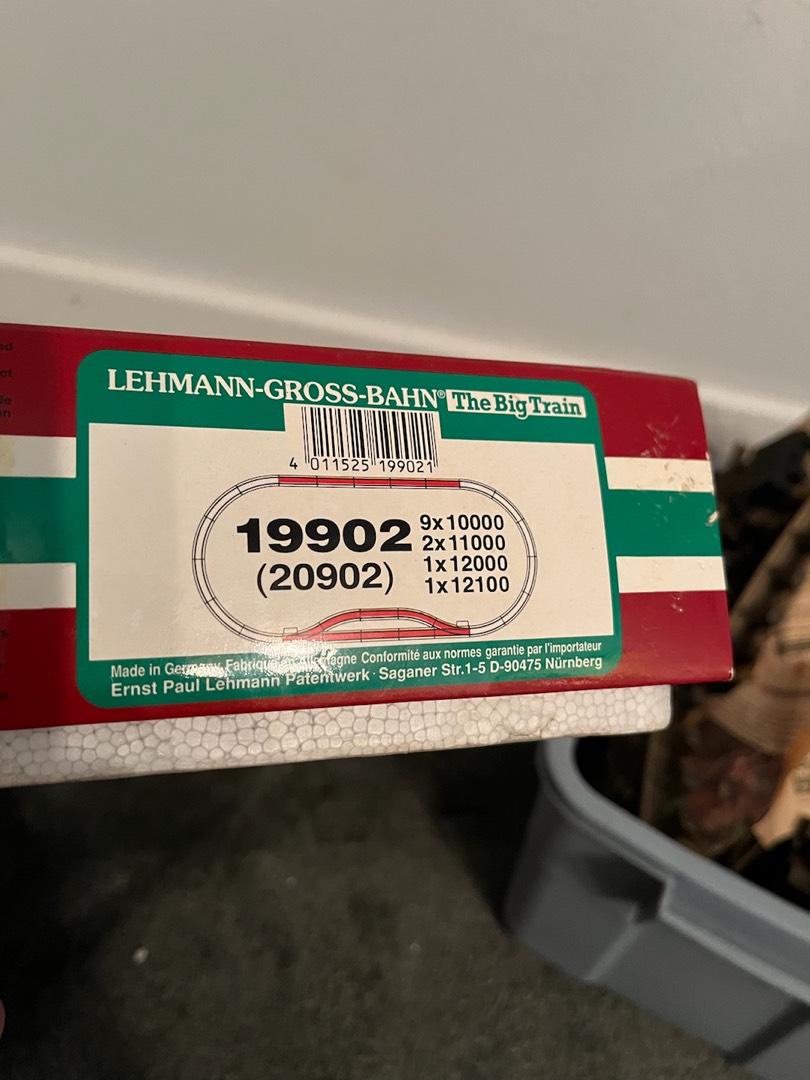 LEHMANN-GROSS-BAHN® The Big Train
4 011525 199021
19902
(20902)
9x10000
2x11000
1x12000
1x12100
Made in Germany Conformité aux normes garantie par l'importateur
Ernst Paul Lehmann Patentwerk · Saganer Str.1-5 D-90475 Nürnberg